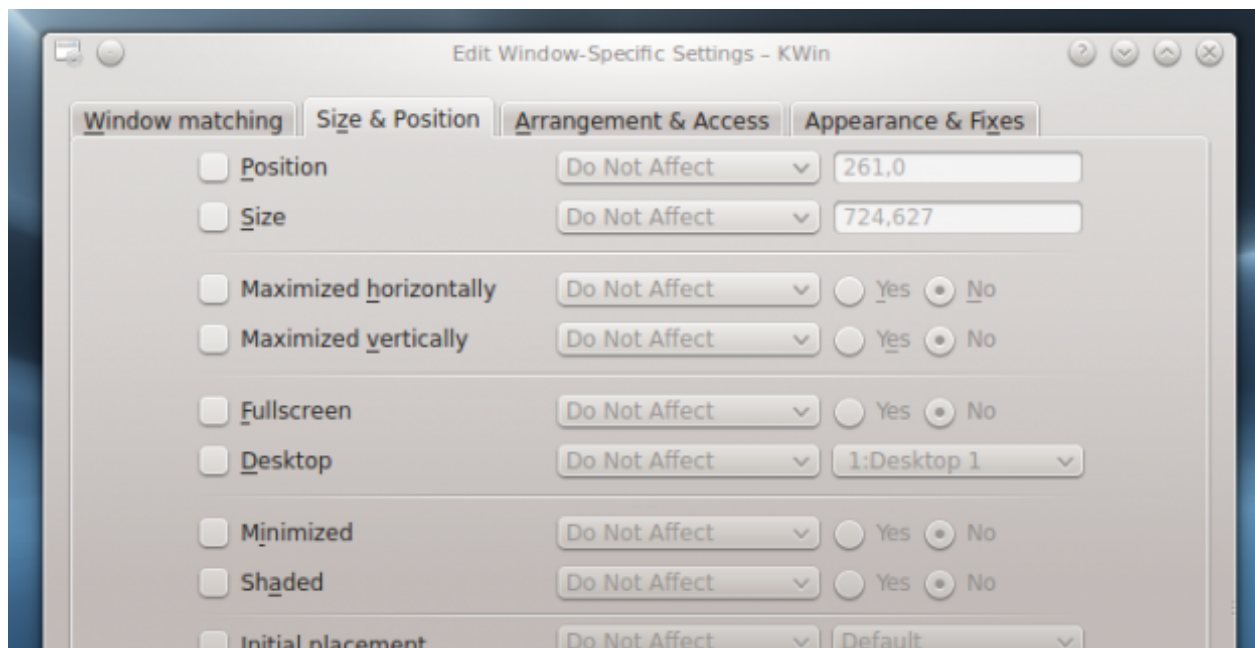 Edit Window-Specific Settings – KWin
Window matching Size & Position Arrangement & Access Appearance & Fixes
Position Do Not Affect 261,0
Size Do Not Affect 724,627
Maximized horizontally Do Not Affect Yes No
Maximized vertically Do Not Affect Yes No
Fullscreen Do Not Affect Yes No
Desktop Do Not Affect 1:Desktop 1
Minimized Do Not Affect Yes No
Shaded Do Not Affect Yes No
Initial placement Do Not Affect Default